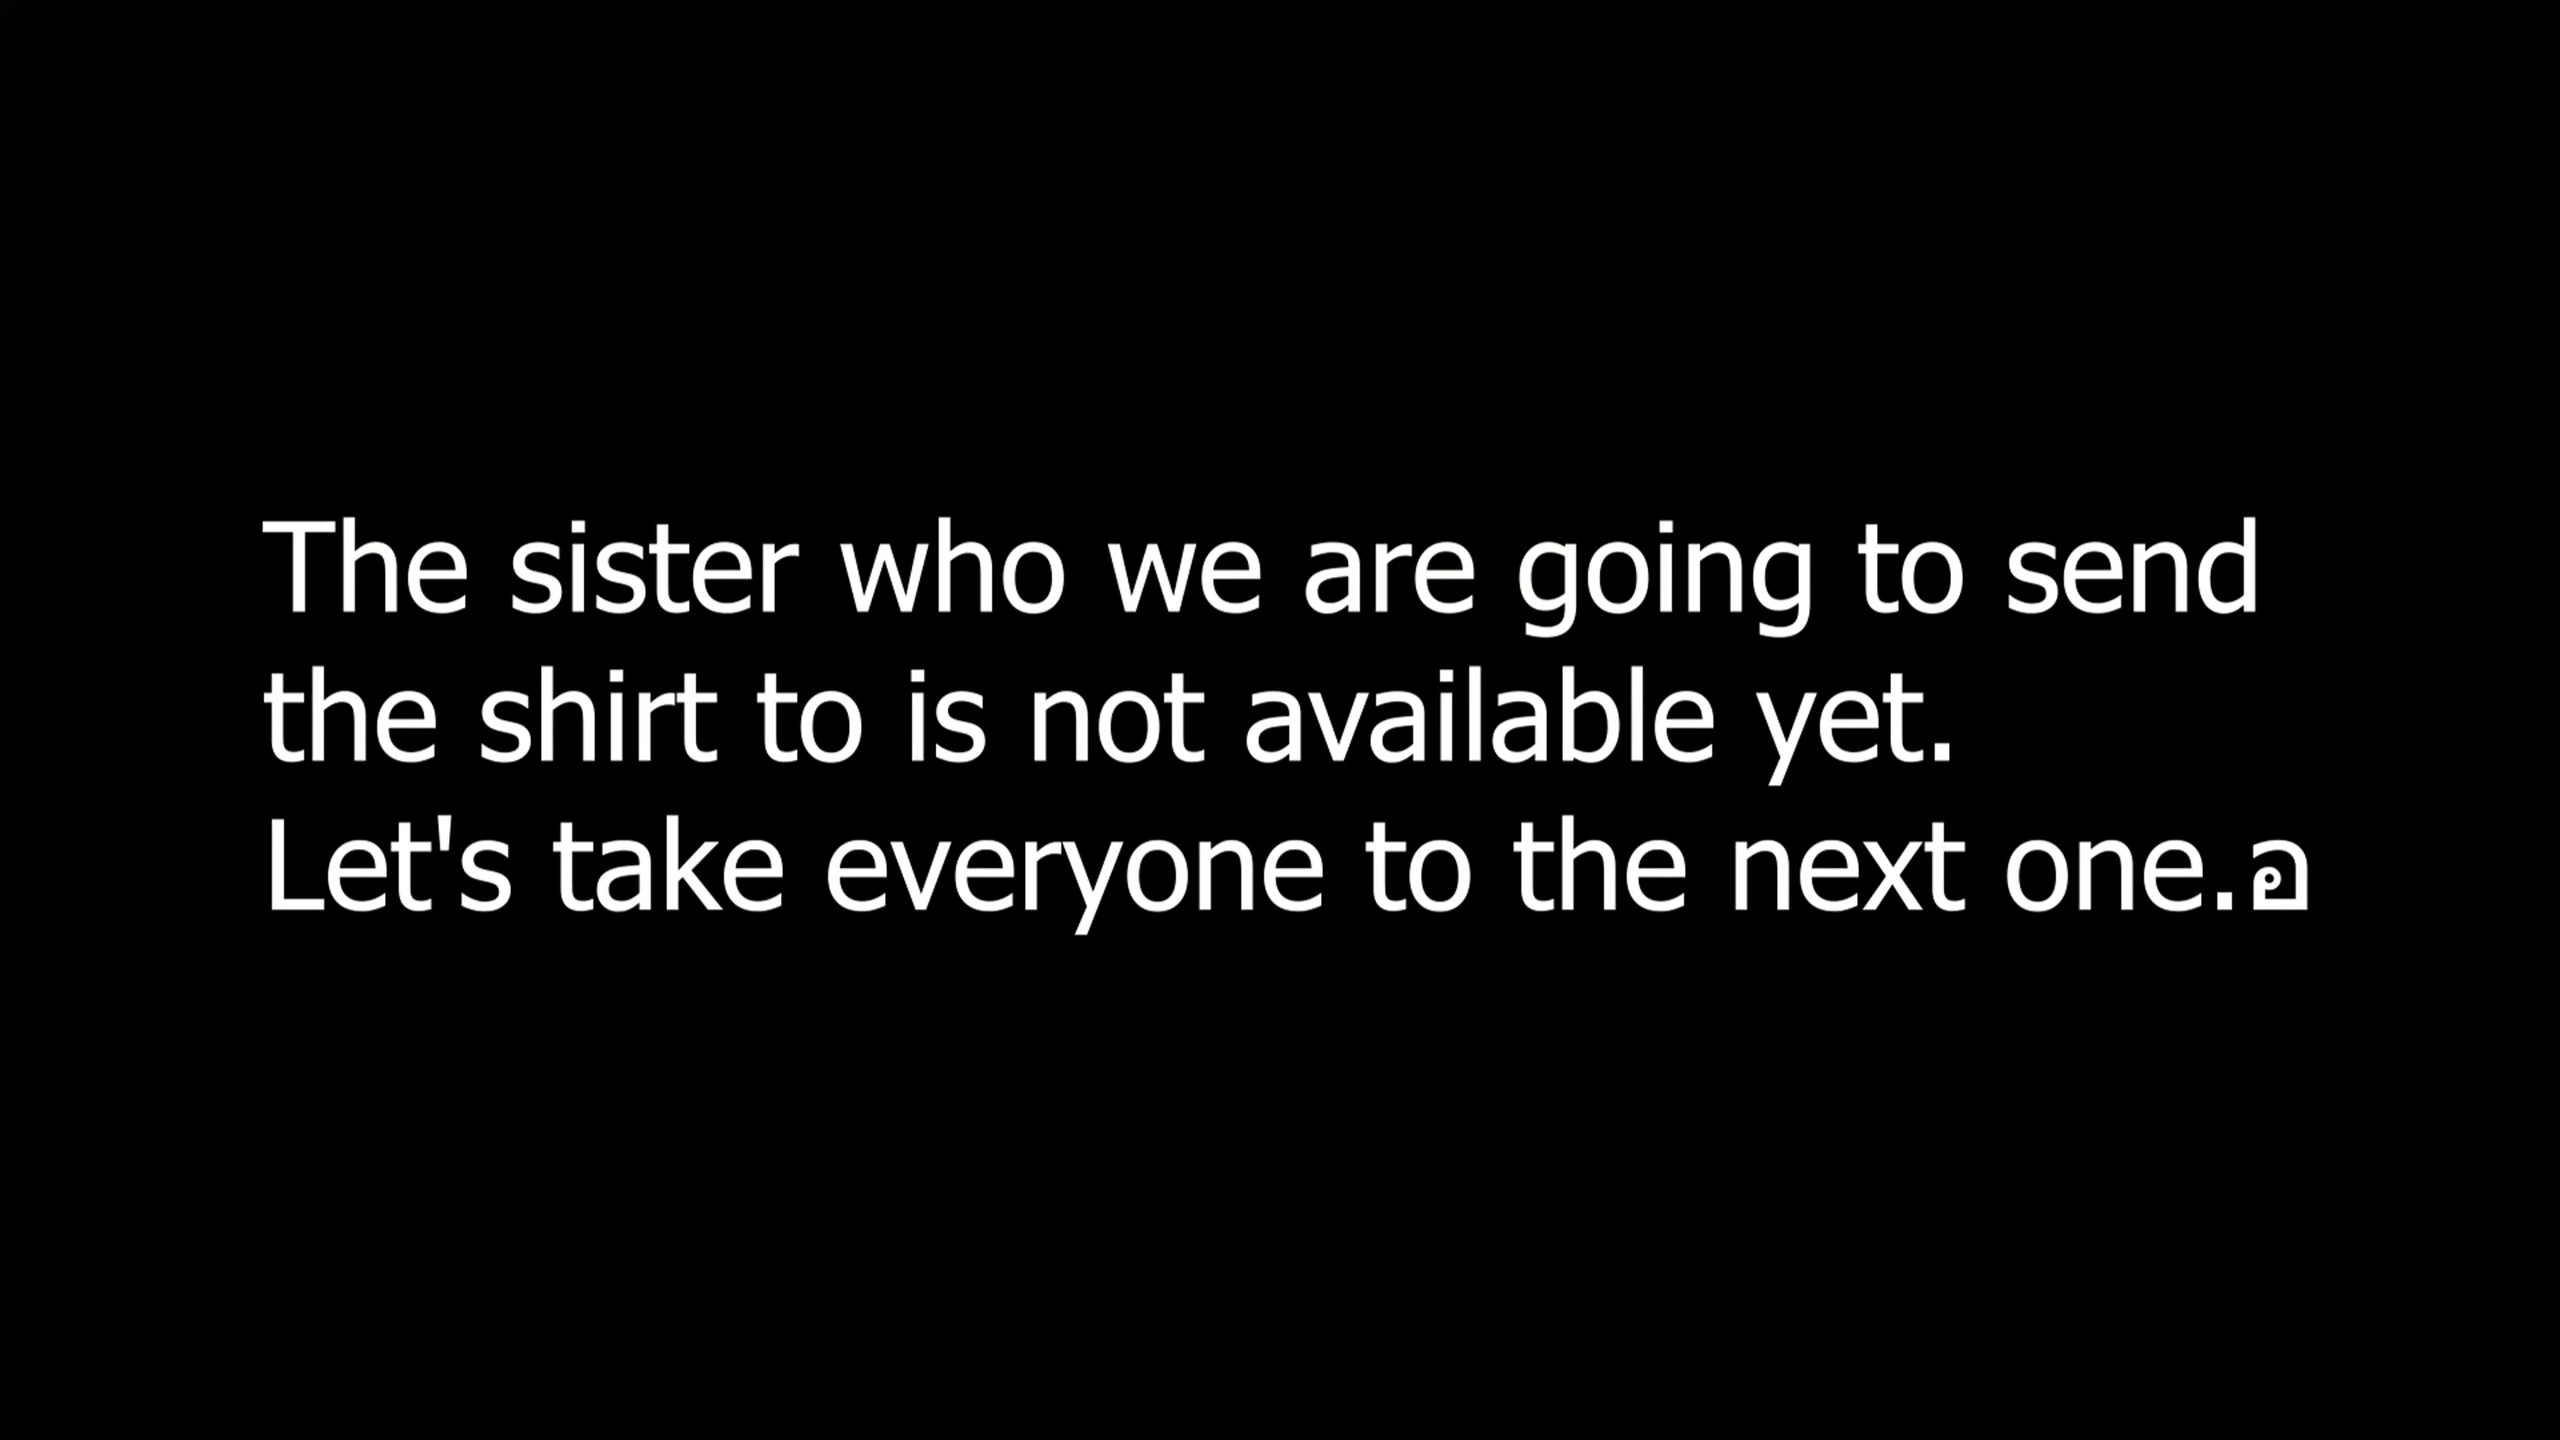 The sister who we are going to send
the shirt to is not available yet.
Let's take everyone to the next one.อ